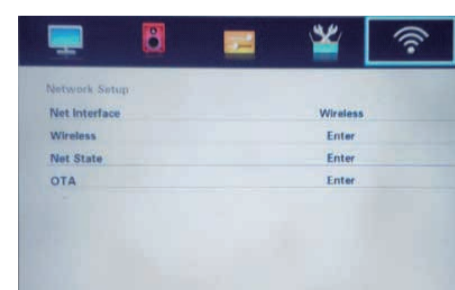 Network Setup
Net Interface Wireless
Wireless Enter
Net State Enter
OTA Enter